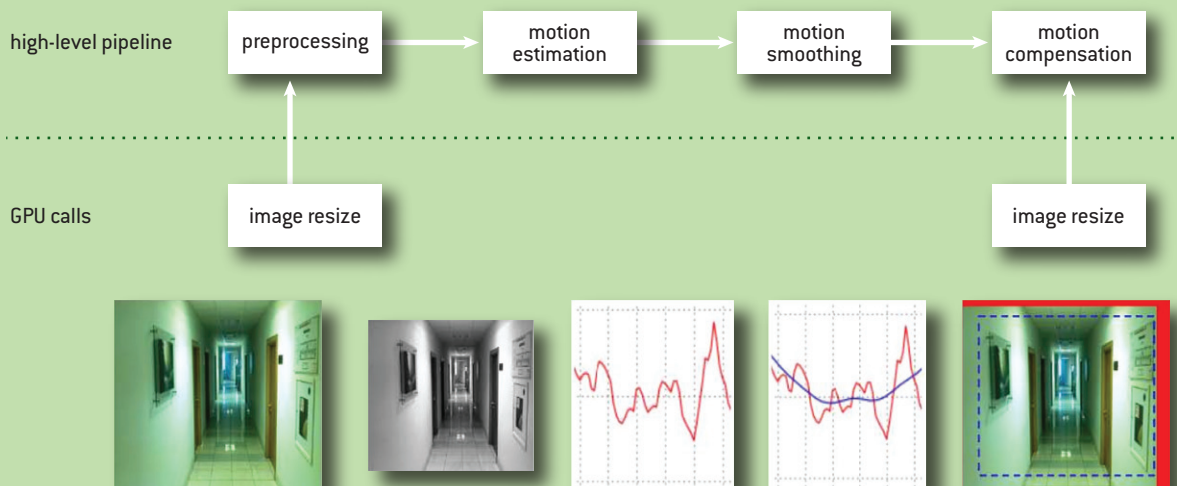 high-level pipeline
preprocessing
motion
estimation
motion
smoothing
motion
compensation
GPU calls
image resize
image resize